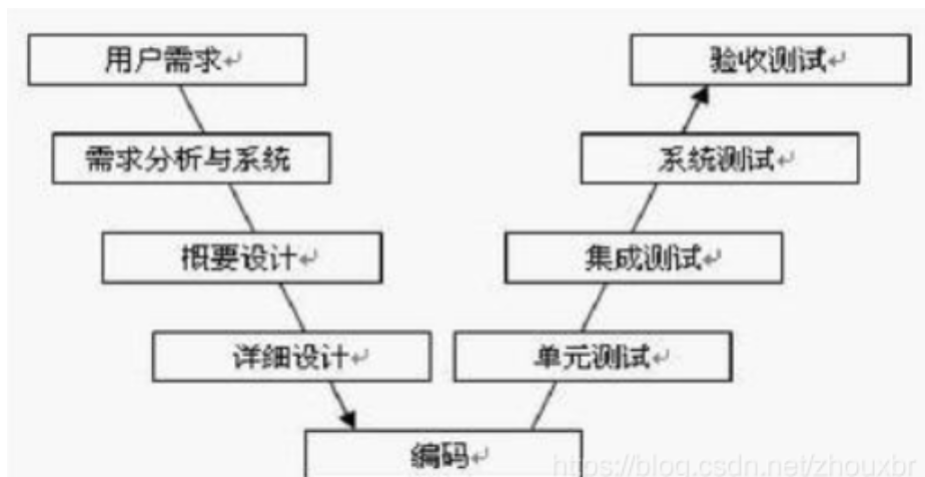 用户需求
验收测试
需求分析与系统
系统测试
概要设计
集成测试
详细设计
单元测试
编码
https://blog.csdn.net/zhouxbr